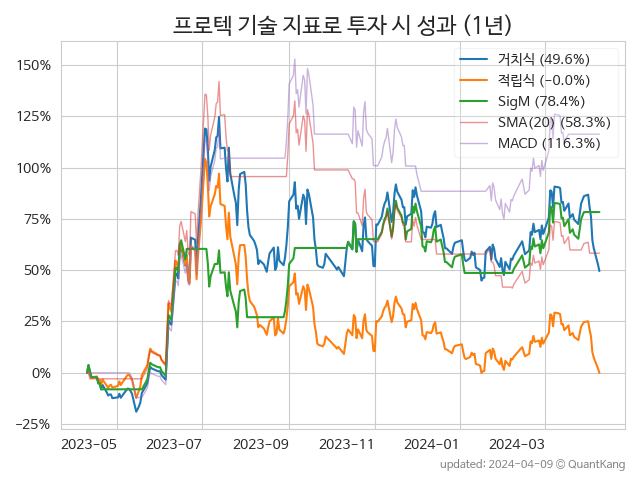 프로텍 기술 지표로 투자 시 성과 (1년)
거치식 (49.6%)
적립식 (−0.0%)
SigM (78.4%)
SMA(20) (58.3%)
MACD (116.3%)
150%
125%
100%
75%
50%
25%
0%
−25%
2023-05 2023-07 2023-09 2023-11 2024-01 2024-03
updated: 2024-04-09 © QuantKang